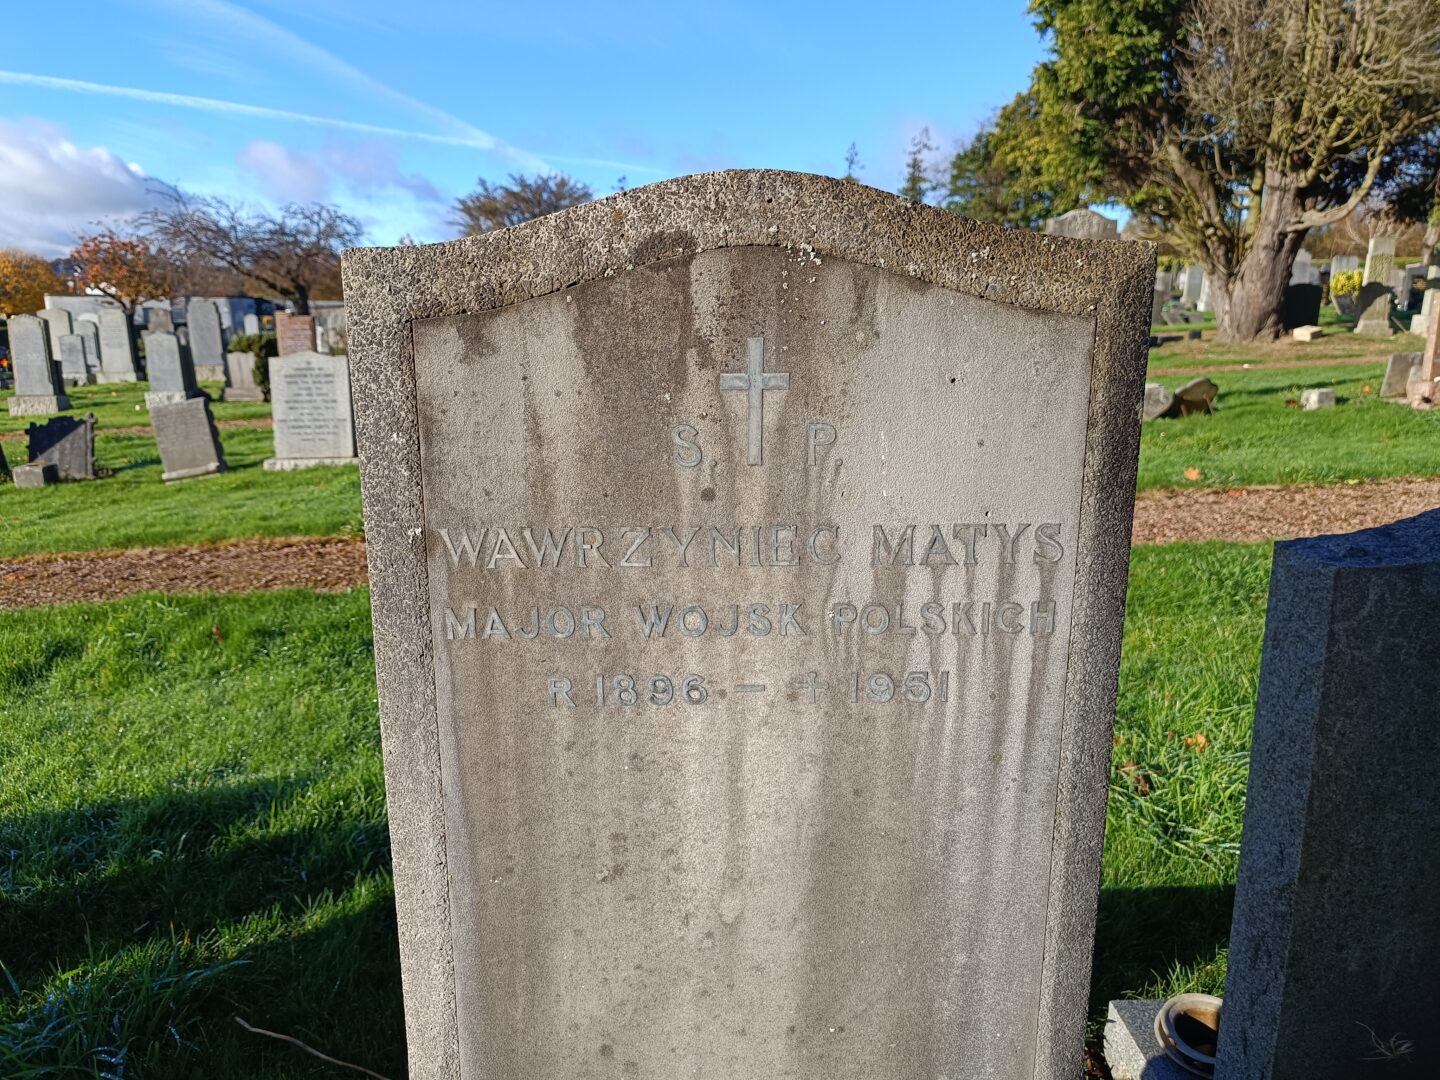 S. P.
WAWRZYNIEC MATYS
MAJOR WOJSK POLSKICH
R 1896 – † 1951